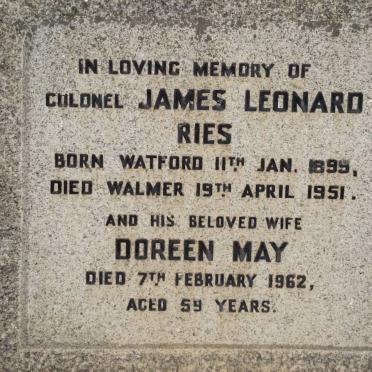 IN LOVING MEMORY OF
COLONEL JAMES LEONARD
RIES
BORN WATFORD 11TH JAN. 1899,
DIED WALMER 19TH APRIL 1951.
AND HIS BELOVED WIFE
DOREEN MAY
DIED 7TH FEBRUARY 1962,
AGED 59 YEARS.